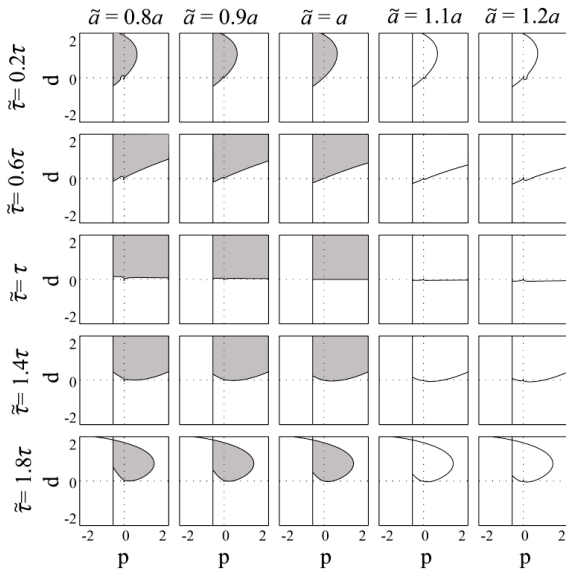 ã = 0.8a ã = 0.9a ã = a ã = 1.1a ã = 1.2a
τ̃ = 0.2τ d 2 0 -2
τ̃ = 0.6τ d 2 0 -2
τ̃ = τ d 2 0 -2
τ̃ = 1.4τ d 2 0 -2
τ̃ = 1.8τ d 2 0 -2
-2 0 2 -2 0 2 -2 0 2 -2 0 2 -2 0 2
p p p p p